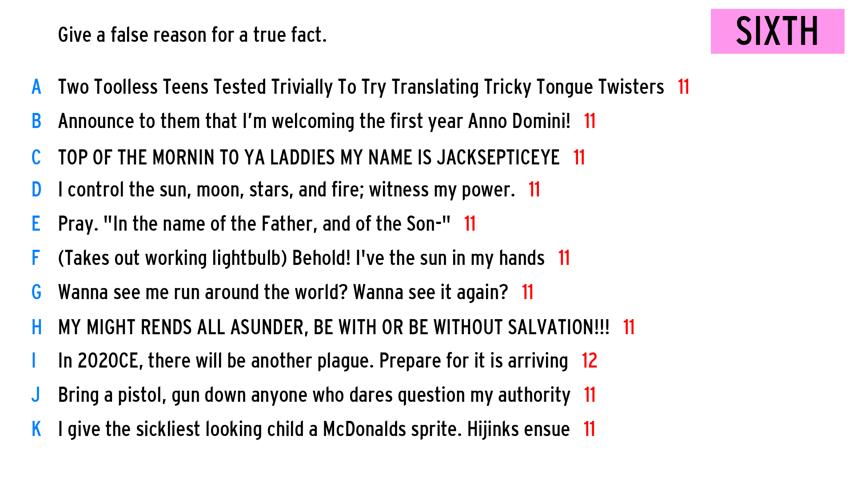 Give a false reason for a true fact.
SIXTH
A Two Toolless Teens Tested Trivially To Try Translating Tricky Tongue Twisters 11
B Announce to them that I'm welcoming the first year Anno Domini! 11
C TOP OF THE MORNIN TO YA LADDIES MY NAME IS JACKSEPTICEYE 11
D I control the sun, moon, stars, and fire; witness my power. 11
E Pray. "In the name of the Father, and of the Son-" 11
F (Takes out working lightbulb) Behold! I've the sun in my hands 11
G Wanna see me run around the world? Wanna see it again? 11
H MY MIGHT RENDS ALL ASUNDER, BE WITH OR BE WITHOUT SALVATION!!! 11
I In 2020CE, there will be another plague. Prepare for it is arriving 12
J Bring a pistol, gun down anyone who dares question my authority 11
K I give the sickliest looking child a McDonalds sprite. Hijinks ensue 11